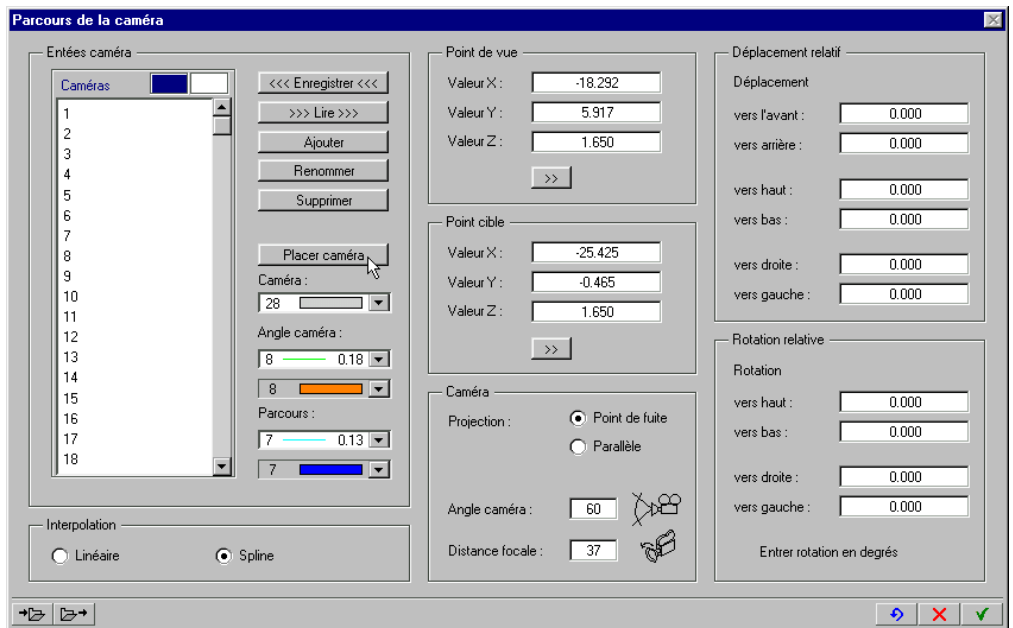 Parcours de la caméra
Entées caméra
Caméras
1
2
3
4
5
6
7
8
9
10
11
12
13
14
15
16
17
18
<<< Enregistrer <<<
>>> Lire >>>
Ajouter
Renommer
Supprimer
Placer caméra
Caméra :
28
Angle caméra :
8 0.18
8
Parcours :
7 0.13
7
Interpolation
Linéaire
Spline
Point de vue
Valeur X : -18.292
Valeur Y : 5.917
Valeur Z : 1.650
>>
Point cible
Valeur X : -25.425
Valeur Y : -0.465
Valeur Z : 1.650
>>
Caméra
Projection : Point de fuite
Parallèle
Angle caméra : 60
Distance focale : 37
Déplacement relatif
Déplacement
vers l'avant : 0.000
vers arrière : 0.000
vers haut : 0.000
vers bas : 0.000
vers droite : 0.000
vers gauche : 0.000
Rotation relative
Rotation
vers haut : 0.000
vers bas : 0.000
vers droite : 0.000
vers gauche : 0.000
Entrer rotation en degrés